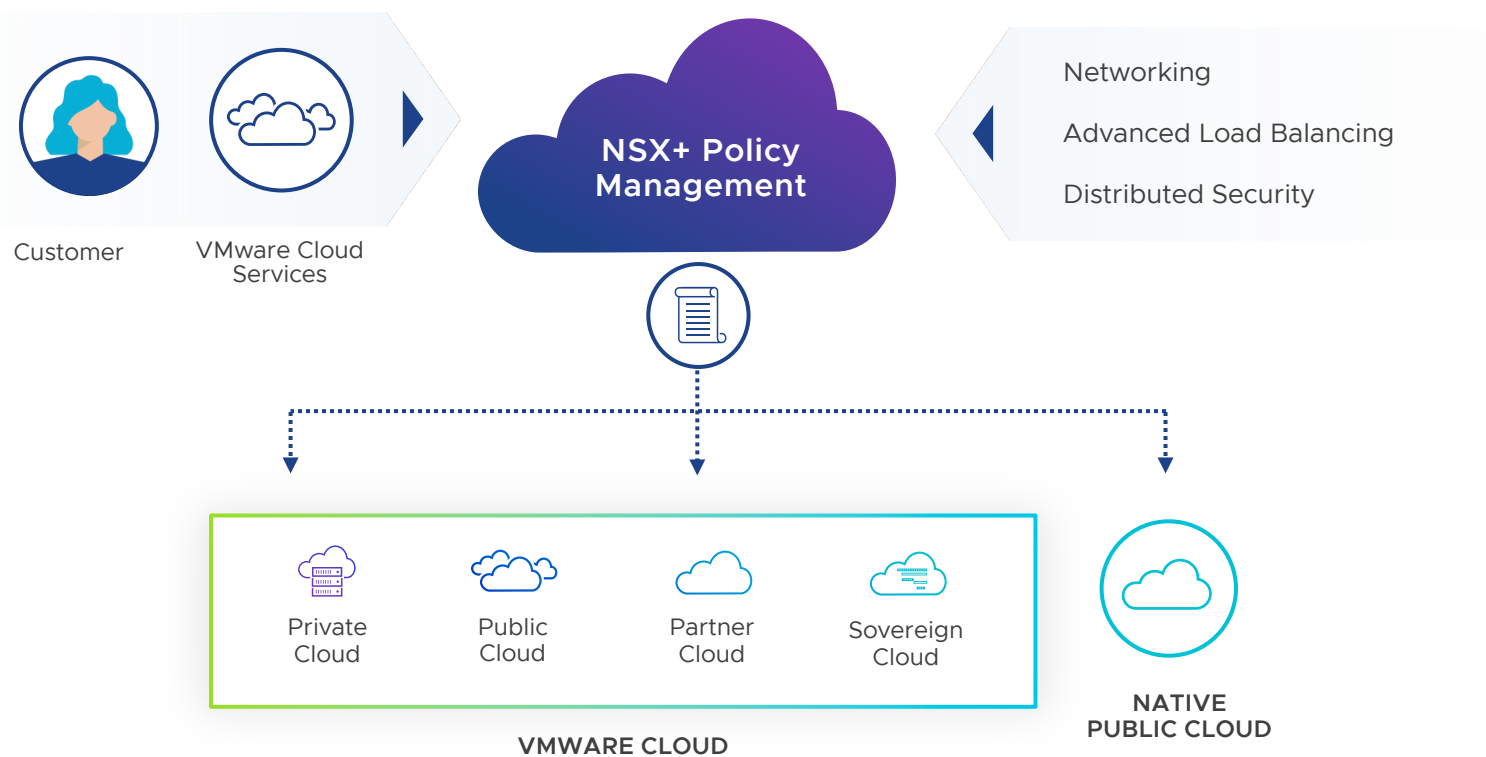 NSX+ Policy
Management
Customer
VMware Cloud
Services
Networking
Advanced Load Balancing
Distributed Security
Private
Cloud
Public
Cloud
Partner
Cloud
Sovereign
Cloud
VMWARE CLOUD
NATIVE
PUBLIC CLOUD